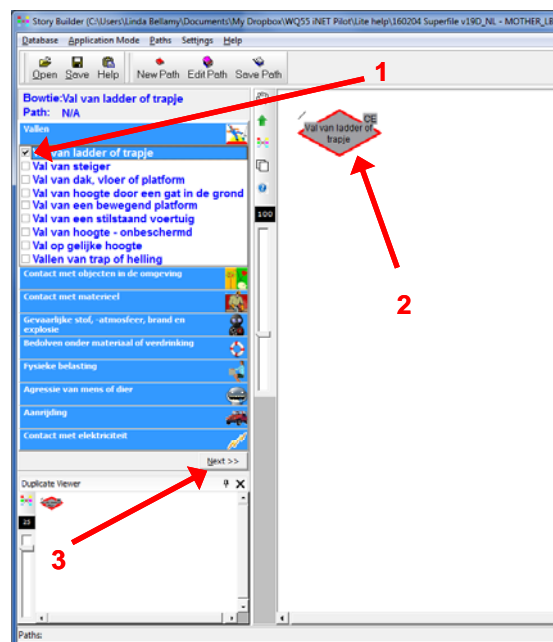 Story Builder (C:\Users\Linda Bellamy\Documents\My Dropbox\WQ55 iNET Pilot\Lite help\160204 Superfile v19D_NL - MOTHER_LB
Database Application Mode Paths Settings Help
Open Save Help New Path Edit Path Save Path
1
Bowtie:Val van ladder of trapje
Path: N/A
Vallen
Val van ladder of trapje
Val van steiger
Val van dak, vloer of platform
Val van hoogte door een gat in de grond
Val van een bewegend platform
Val van een stilstaand voertuig
Val van hoogte - onbeschermd
Val op gelijke hoogte
Vallen van trap of helling
Contact met objecten in de omgeving
Contact met materieel
Gevaarlijke stof, -atmosfeer, brand en
explosie
Bedolven onder materiaal of verdrinking
Fysieke belasting
Agressie van mens of dier
Aanrijding
Contact met elektriciteit
Next >>
100
CE
Val van ladder of
trapje
2
Duplicate Viewer
25
3
Paths: